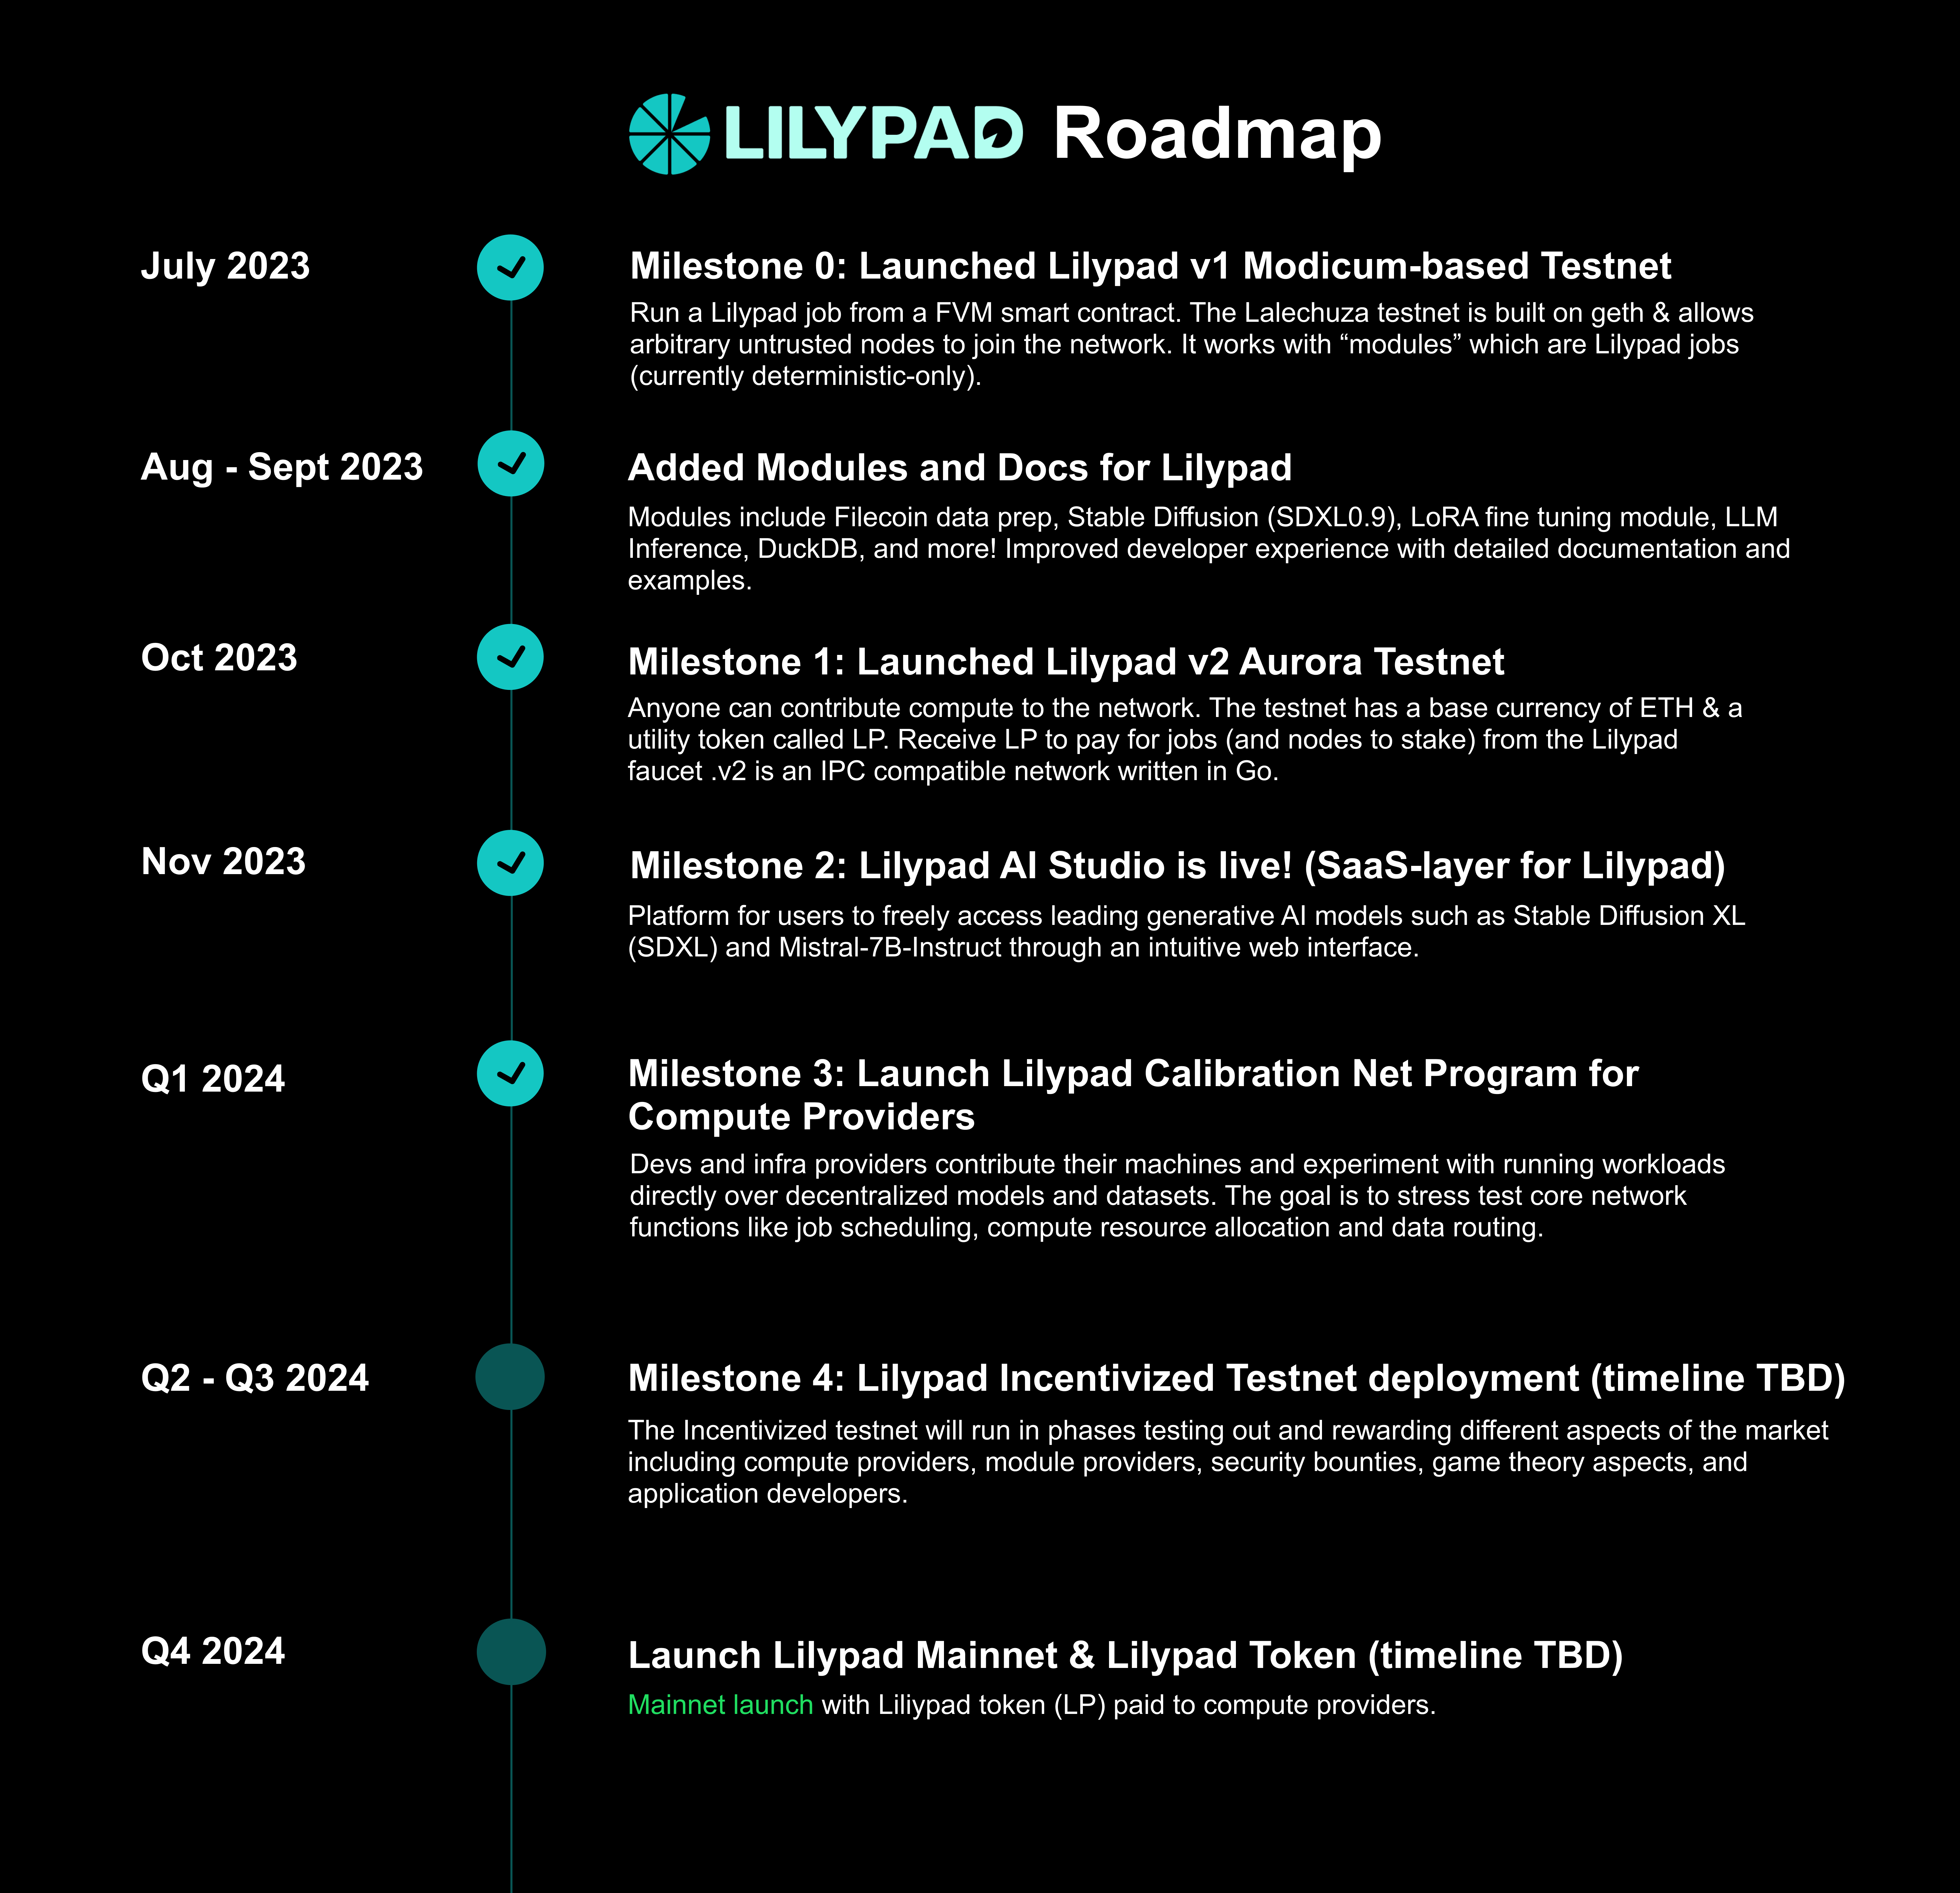 LILYPAD Roadmap
July 2023
Milestone 0: Launched Lilypad v1 Modicum-based Testnet
Run a Lilypad job from a FVM smart contract. The Lalechuza testnet is built on geth & allows
arbitrary untrusted nodes to join the network. It works with “modules” which are Lilypad jobs
(currently deterministic-only).
Aug - Sept 2023
Added Modules and Docs for Lilypad
Modules include Filecoin data prep, Stable Diffusion (SDXL0.9), LoRA fine tuning module, LLM
Inference, DuckDB, and more! Improved developer experience with detailed documentation and
examples.
Oct 2023
Milestone 1: Launched Lilypad v2 Aurora Testnet
Anyone can contribute compute to the network. The testnet has a base currency of ETH & a
utility token called LP. Receive LP to pay for jobs (and nodes to stake) from the Lilypad
faucet .v2 is an IPC compatible network written in Go.
Nov 2023
Milestone 2: Lilypad AI Studio is live! (SaaS-layer for Lilypad)
Platform for users to freely access leading generative AI models such as Stable Diffusion XL
(SDXL) and Mistral-7B-Instruct through an intuitive web interface.
Q1 2024
Milestone 3: Launch Lilypad Calibration Net Program for
Compute Providers
Devs and infra providers contribute their machines and experiment with running workloads
directly over decentralized models and datasets. The goal is to stress test core network
functions like job scheduling, compute resource allocation and data routing.
Q2 - Q3 2024
Milestone 4: Lilypad Incentivized Testnet deployment (timeline TBD)
The Incentivized testnet will run in phases testing out and rewarding different aspects of the market
including compute providers, module providers, security bounties, game theory aspects, and
application developers.
Q4 2024
Launch Lilypad Mainnet & Lilypad Token (timeline TBD)
Mainnet launch with Liliypad token (LP) paid to compute providers.